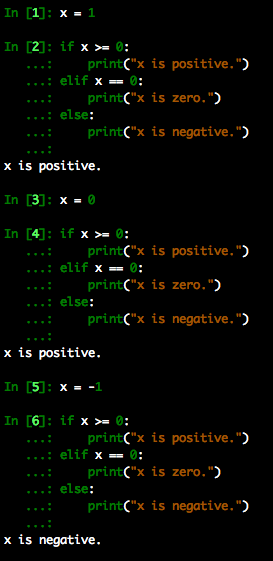 In [1]: x = 1
In [2]: if x >= 0:
   ...:     print("x is positive.")
   ...: elif x == 0:
   ...:     print("x is zero.")
   ...: else:
   ...:     print("x is negative.")
   ...:
x is positive.
In [3]: x = 0
In [4]: if x >= 0:
   ...:     print("x is positive.")
   ...: elif x == 0:
   ...:     print("x is zero.")
   ...: else:
   ...:     print("x is negative.")
   ...:
x is positive.
In [5]: x = -1
In [6]: if x >= 0:
   ...:     print("x is positive.")
   ...: elif x == 0:
   ...:     print("x is zero.")
   ...: else:
   ...:     print("x is negative.")
   ...:
x is negative.